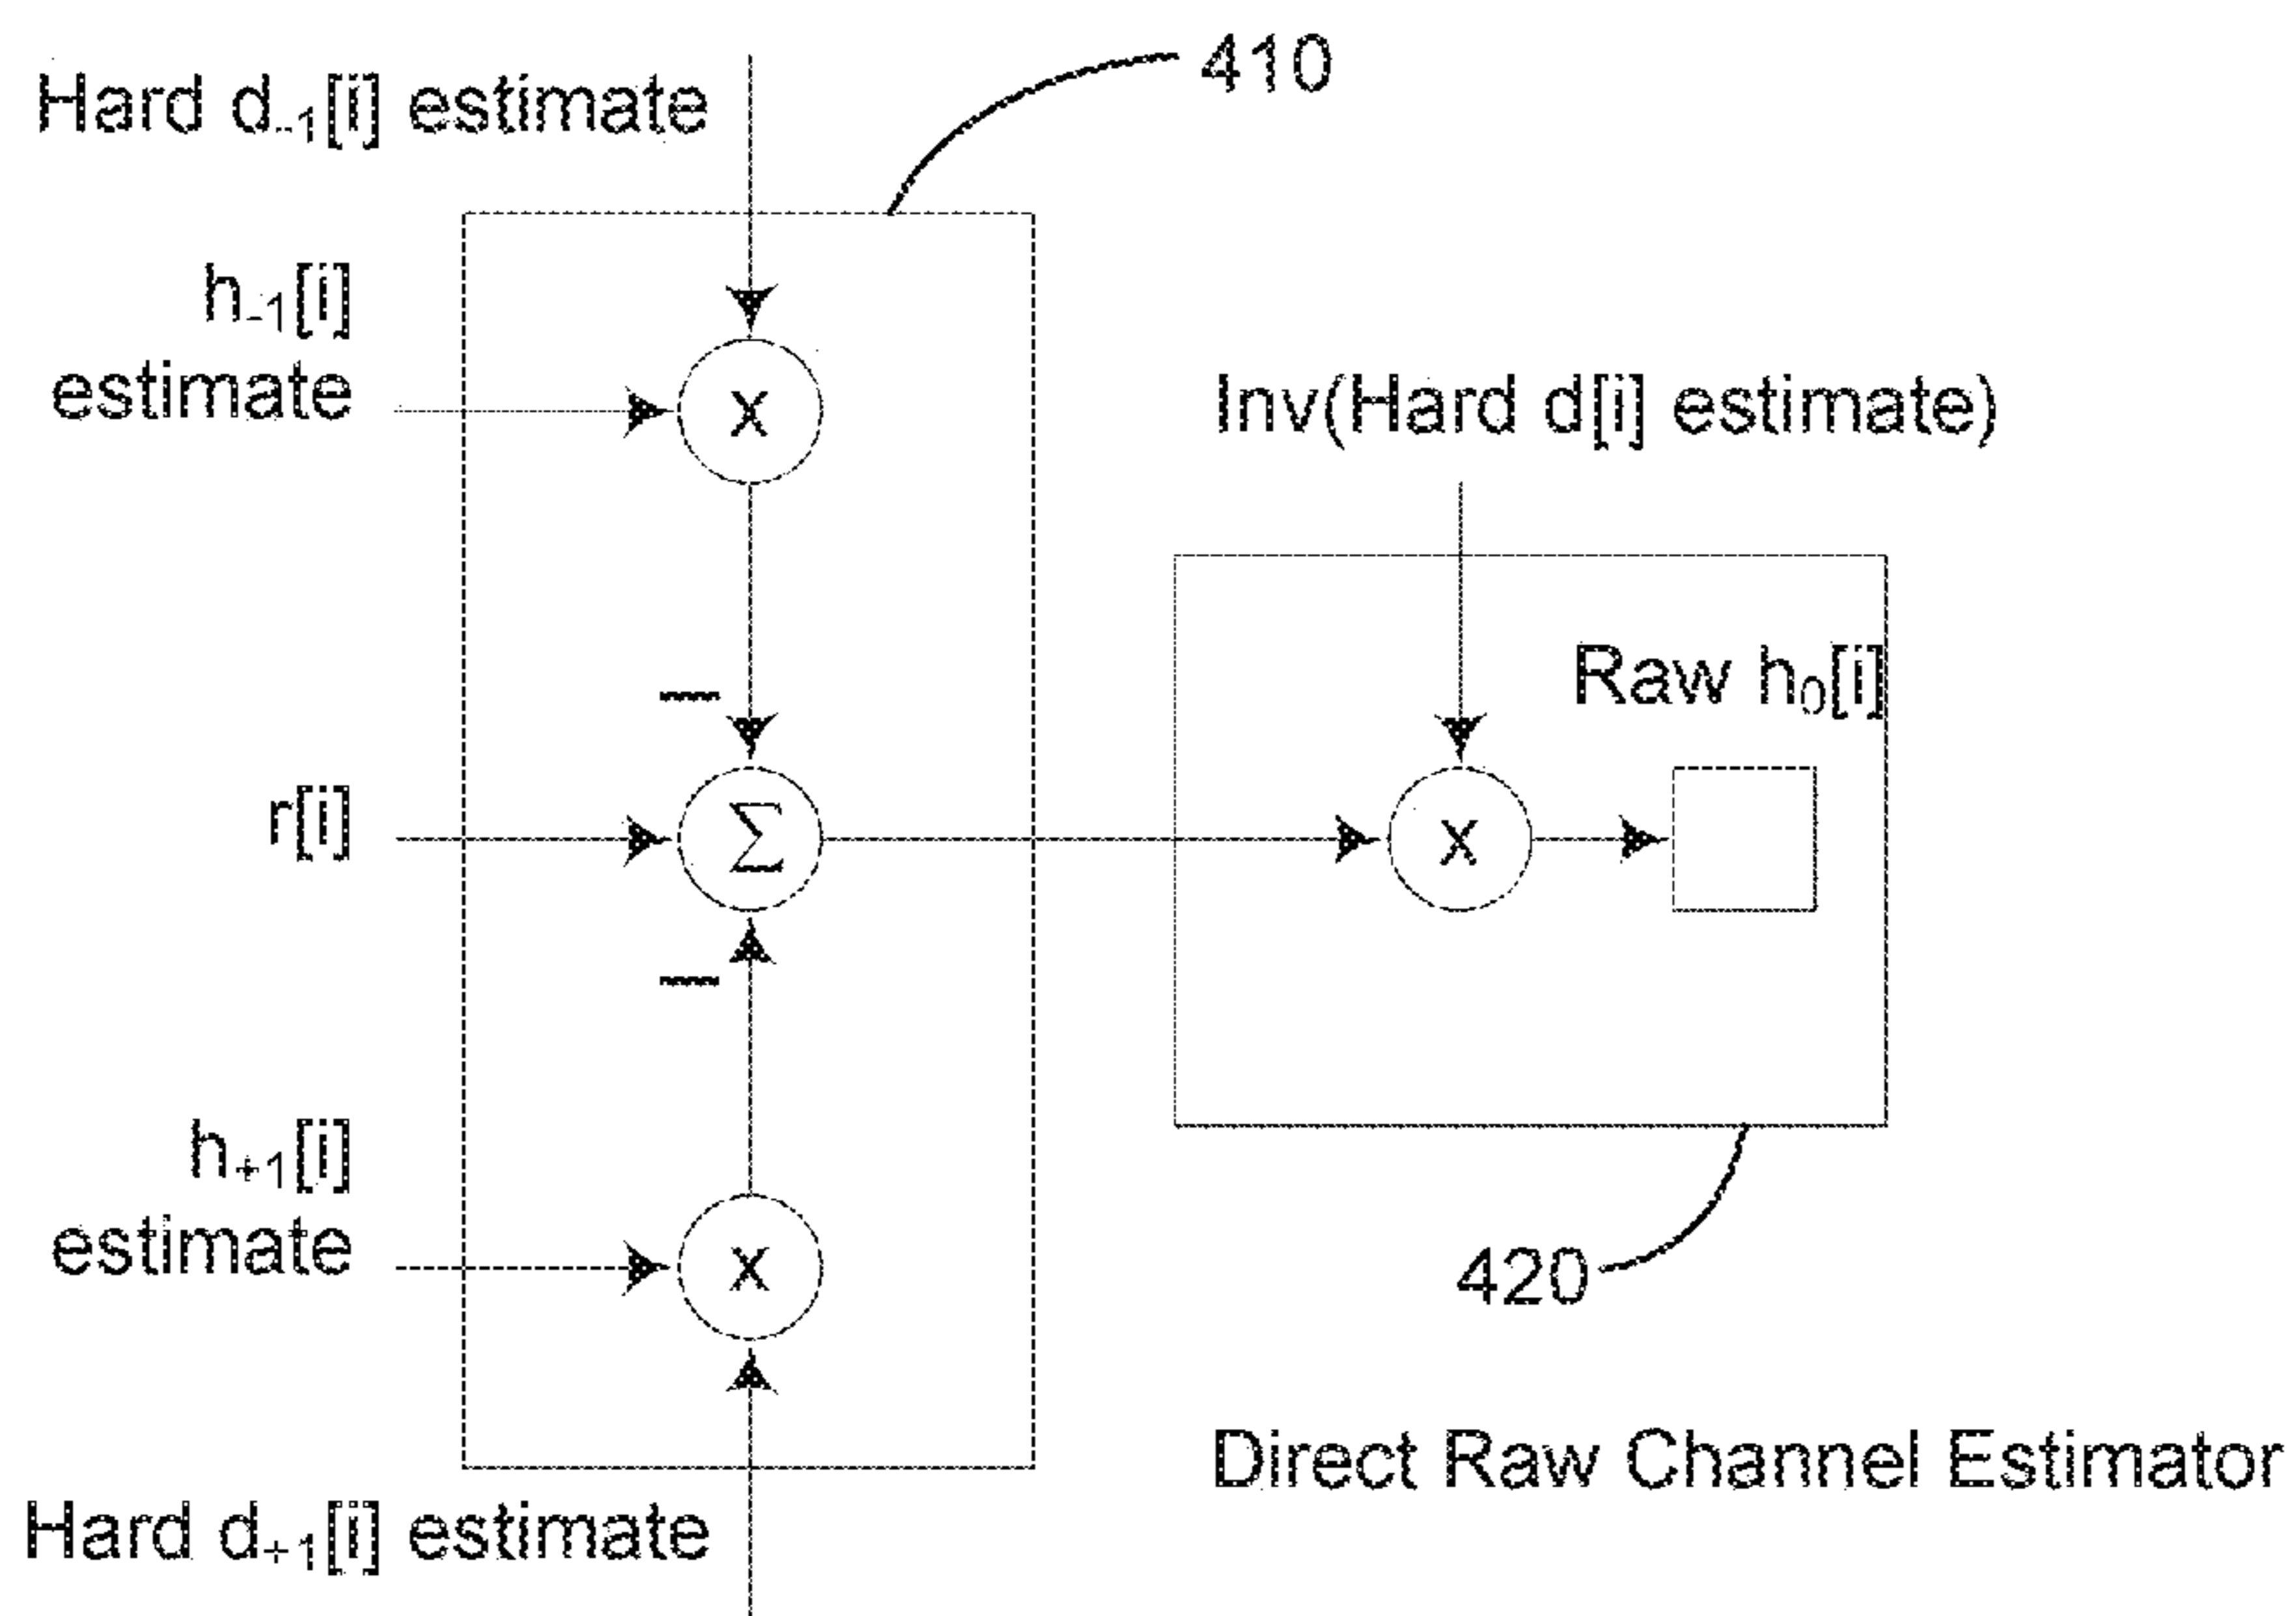 410
Hard d₋₁[i] estimate
h₋₁[i]
estimate
x
Inv(Hard d[i] estimate)
–
Raw h₀[i]
r[i]
Σ
x
–
h₊₁[i]
estimate
x
420
Direct Raw Channel Estimator
Hard d₊₁[i] estimate